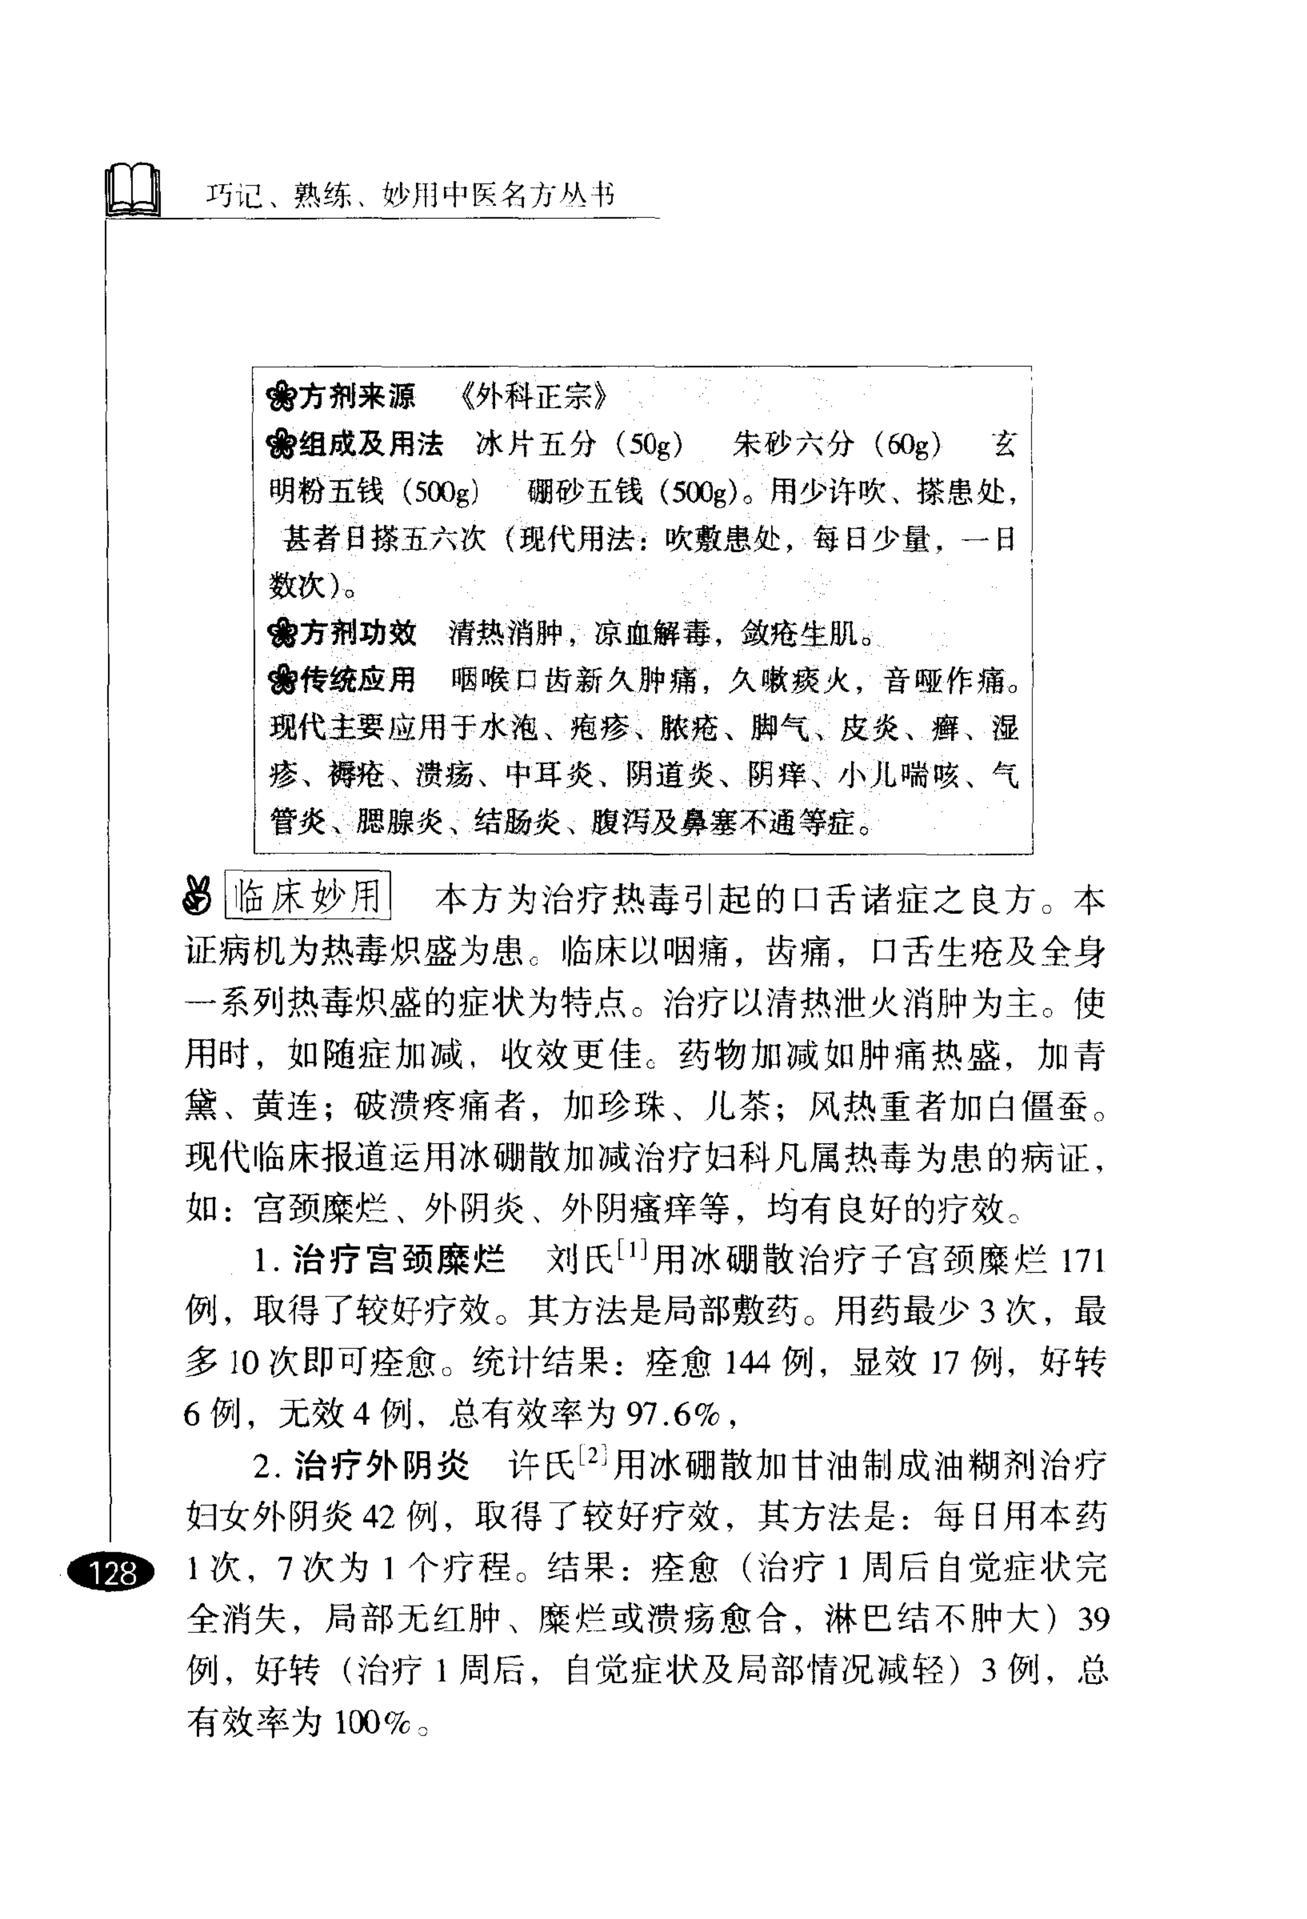 巧记、熟练、妙用中医名方丛书
方剂来源 《外科正宗》
组成及用法 冰片五分(50g) 朱砂六分(60g) 玄
明粉五钱(500g) 硼砂五钱(500g)。用少许吹、搽患处,
甚者日搽五六次(现代用法:吹敷患处,每日少量,一日
数次)。
方剂功效 清热消肿,凉血解毒,敛疮生肌。
传统应用 咽喉口齿新久肿痛,久嗽痰火,音哑作痛。
现代主要应用于水泡、疱疹、脓疮、脚气、皮炎、癣、湿
疹、褥疮、溃疡、中耳炎、阴道炎、阴痒、小儿喘咳、气
管炎、腮腺炎、结肠炎、腹泻及鼻塞不通等症。
临床妙用 本方为治疗热毒引起的口舌诸症之良方。本
证病机为热毒炽盛为患。临床以咽痛,齿痛,口舌生疮及全身
一系列热毒炽盛的症状为特点。治疗以清热泄火消肿为主。使
用时,如随症加减,收效更佳。药物加减如肿痛热盛,加青
黛、黄连;破溃疼痛者,加珍珠、儿茶;风热重者加白僵蚕。
现代临床报道运用冰硼散加减治疗妇科凡属热毒为患的病证,
如:宫颈糜烂、外阴炎、外阴瘙痒等,均有良好的疗效。
1. 治疗宫颈糜烂 刘氏[1]用冰硼散治疗子宫颈糜烂 171
例,取得了较好疗效。其方法是局部敷药。用药最少 3 次,最
多 10 次即可痊愈。统计结果:痊愈 144 例,显效 17 例,好转
6 例,无效 4 例,总有效率为 97.6%,
2. 治疗外阴炎 许氏[2]用冰硼散加甘油制成油糊剂治疗
妇女外阴炎 42 例,取得了较好疗效,其方法是:每日用本药
1 次,7 次为 1 个疗程。结果:痊愈(治疗 1 周后自觉症状完
全消失,局部无红肿、糜烂或溃疡愈合,淋巴结不肿大)39
例,好转(治疗 1 周后,自觉症状及局部情况减轻)3 例,总
有效率为 100%。
128